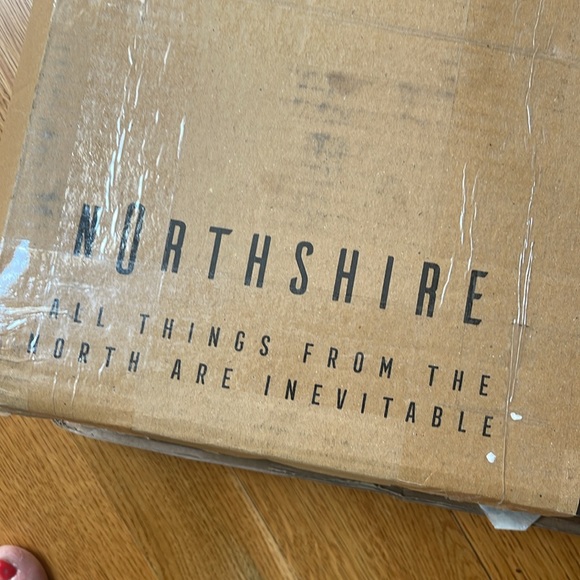 NORTHSHIRE
ALL THINGS FROM THE
NORTH ARE INEVITABLE